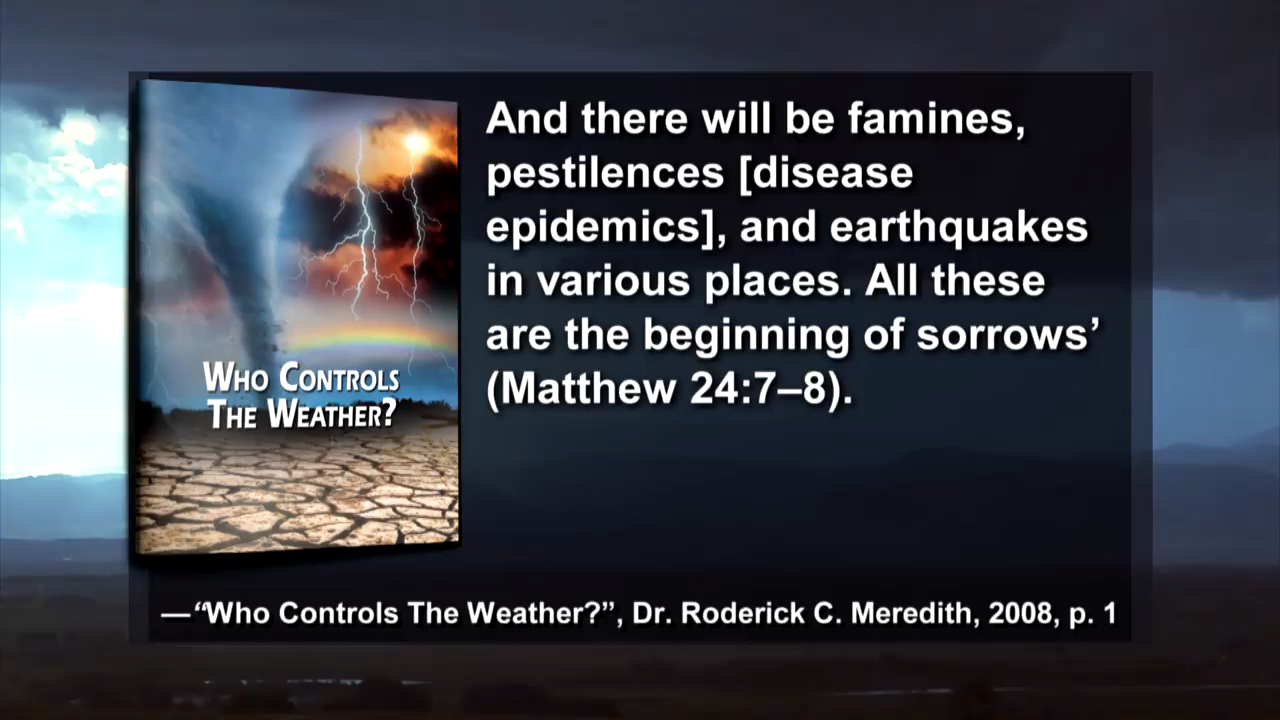 And there will be famines,
pestilences [disease
epidemics], and earthquakes
in various places. All these
are the beginning of sorrows’
(Matthew 24:7–8).
WHO CONTROLS
THE WEATHER?
—“Who Controls The Weather?”, Dr. Roderick C. Meredith, 2008, p. 1